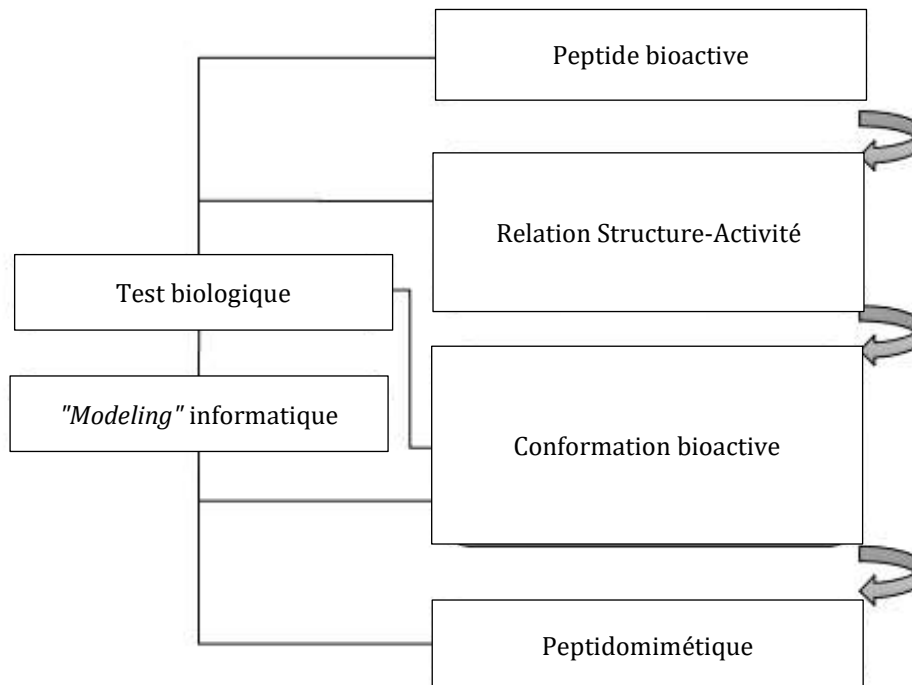 Peptide bioactive
Relation Structure-Activité
Test biologique
"Modeling" informatique
Conformation bioactive
Peptidomimétique